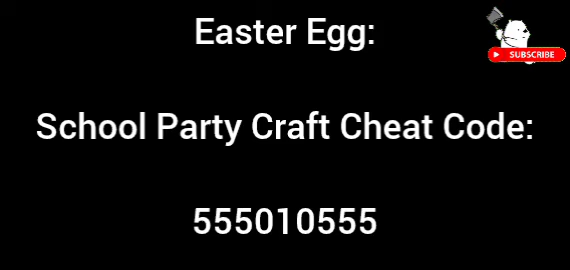 Easter Egg:
SUBSCRIBE
School Party Craft Cheat Code:
555010555